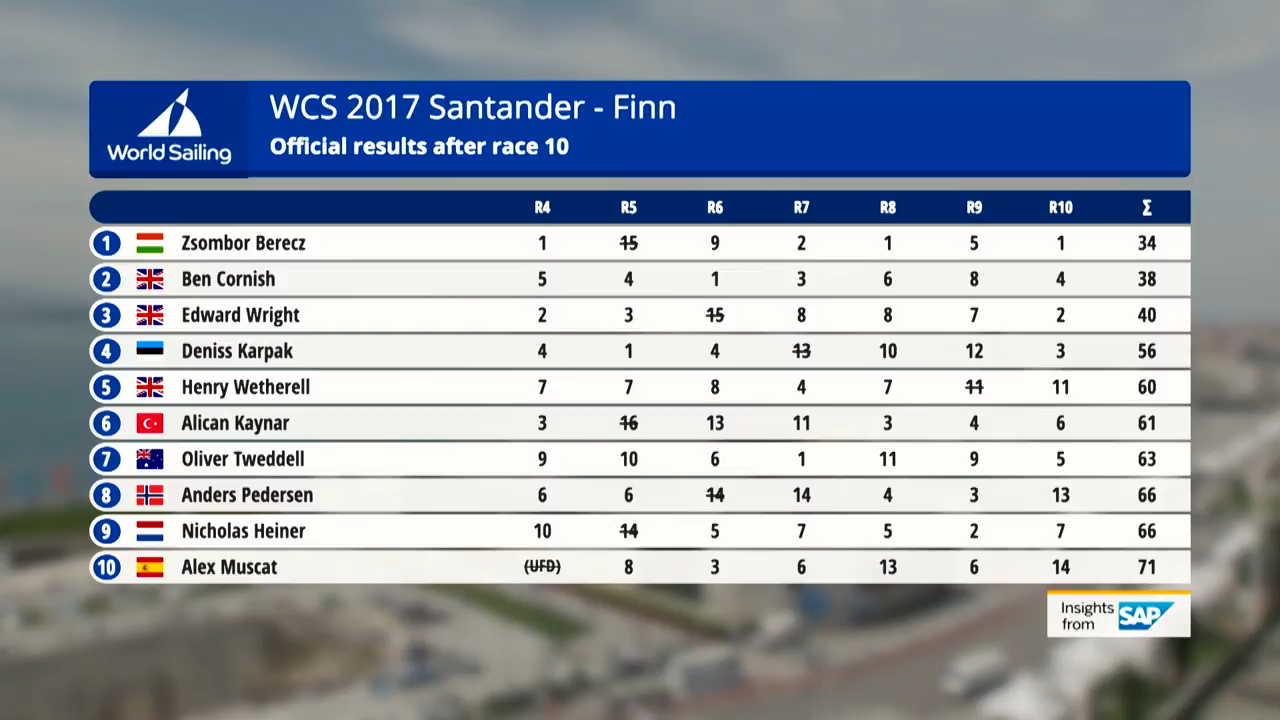 WCS 2017 Santander - Finn
World Sailing
Official results after race 10
R4 R5 R6 R7 R8 R9 R10 Σ
1 Zsombor Berecz 1 15 9 2 1 5 1 34
2 Ben Cornish 5 4 1 3 6 8 4 38
3 Edward Wright 2 3 15 8 8 7 2 40
4 Deniss Karpak 4 1 4 13 10 12 3 56
5 Henry Wetherell 7 7 8 4 7 11 11 60
6 Alican Kaynar 3 16 13 11 3 4 6 61
7 Oliver Tweddell 9 10 6 1 11 9 5 63
8 Anders Pedersen 6 6 14 14 4 3 13 66
9 Nicholas Heiner 10 14 5 7 5 2 7 66
10 Alex Muscat (UFD) 8 3 6 13 6 14 71
Insights
from SAP